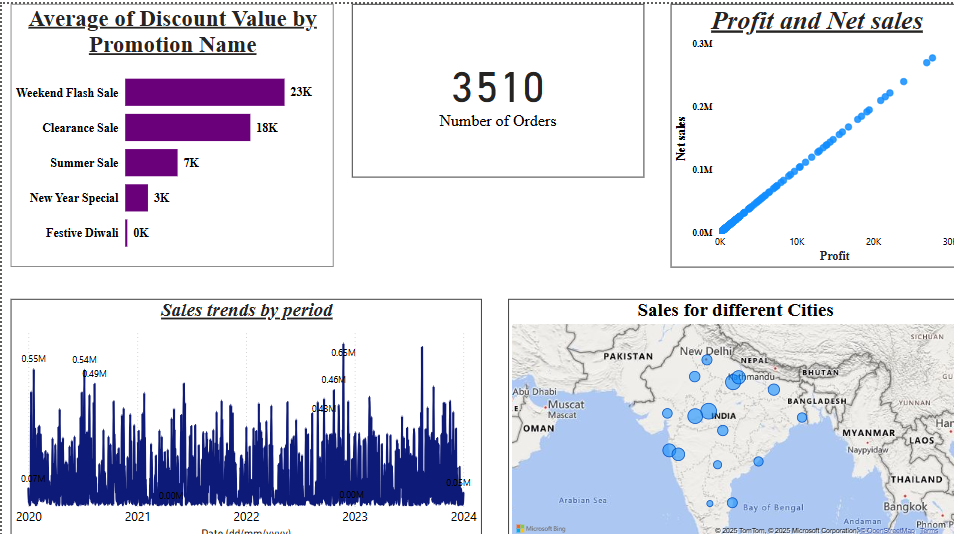 Average of Discount Value by
Promotion Name
Weekend Flash Sale
23K
Clearance Sale
18K
Summer Sale
7K
New Year Special
3K
Festive Diwali
0K
3510
Number of Orders
Profit and Net sales
0.3M
0.2M
0.1M
0.0M
Net sales
0K
10K
20K
30
Profit
Sales trends by period
0.55M
0.54M
0.49M
0.65M
0.46M
0.43M
0.07M
0.00M
0.00M
0.05M
2020
2021
2022
2023
2024
Date (dd/mm/yyyy)
Sales for different Cities
SICHUAN
PAKISTAN
New Delhi
NEPAL
Kathmandu
BHUTAN
GU
Abu Dhabi
Muscat
Muscat
E
OMAN
INDIA
BANGLADESH
YUNNAN
MYANMAR
Naypyidaw
Han
LAOS
THAILAND
Bangkok
Arabian Sea
Bay of Bengal
Andaman
Phnom
Microsoft Bing
© 2025 TomTom, © 2025 Microsoft Corporation, © OpenStreetMap Terms